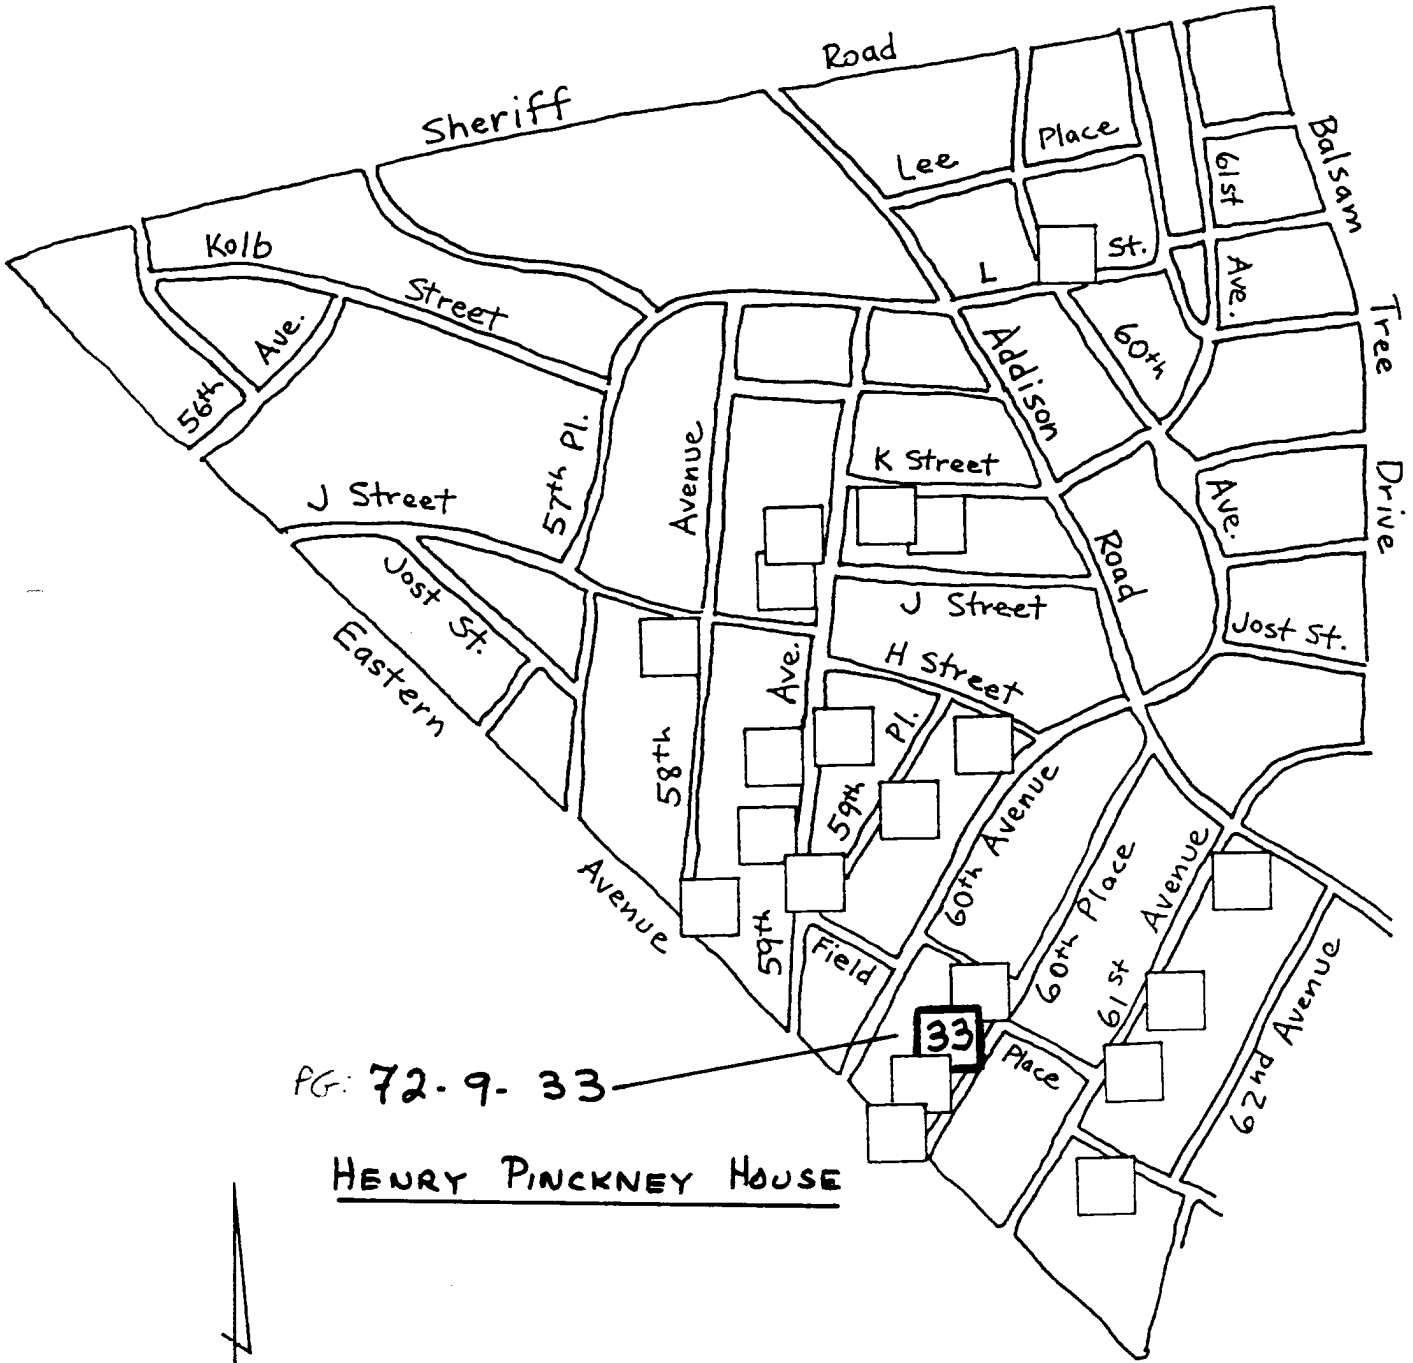 Sheriff Road
Balsam Tree Drive
Lee Place
61st Ave.
Kolb Street
L St.
56th Ave.
Addison Road
60th Ave.
57th Pl.
K Street
J Street
58th Avenue
Jost St.
Eastern Avenue
J Street
H Street
Jost St.
59th Ave.
59th Pl.
60th Avenue
60th Place
61st Avenue
62nd Avenue
Field Place
33
PG: 72-9-33
HENRY PINCKNEY HOUSE